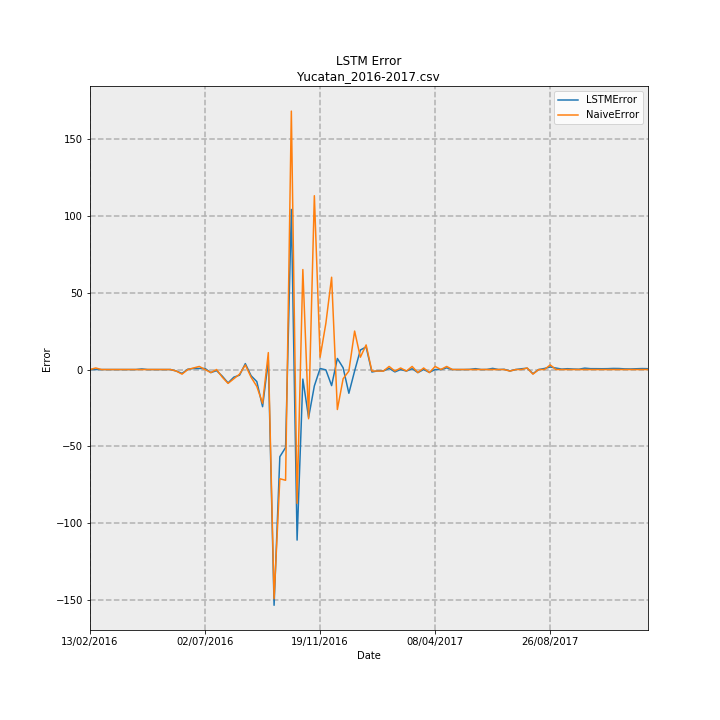 LSTM Error
Yucatan_2016-2017.csv
LSTMError
NaiveError
150
100
50
0
−50
−100
−150
Error
13/02/2016
02/07/2016
19/11/2016
08/04/2017
26/08/2017
Date